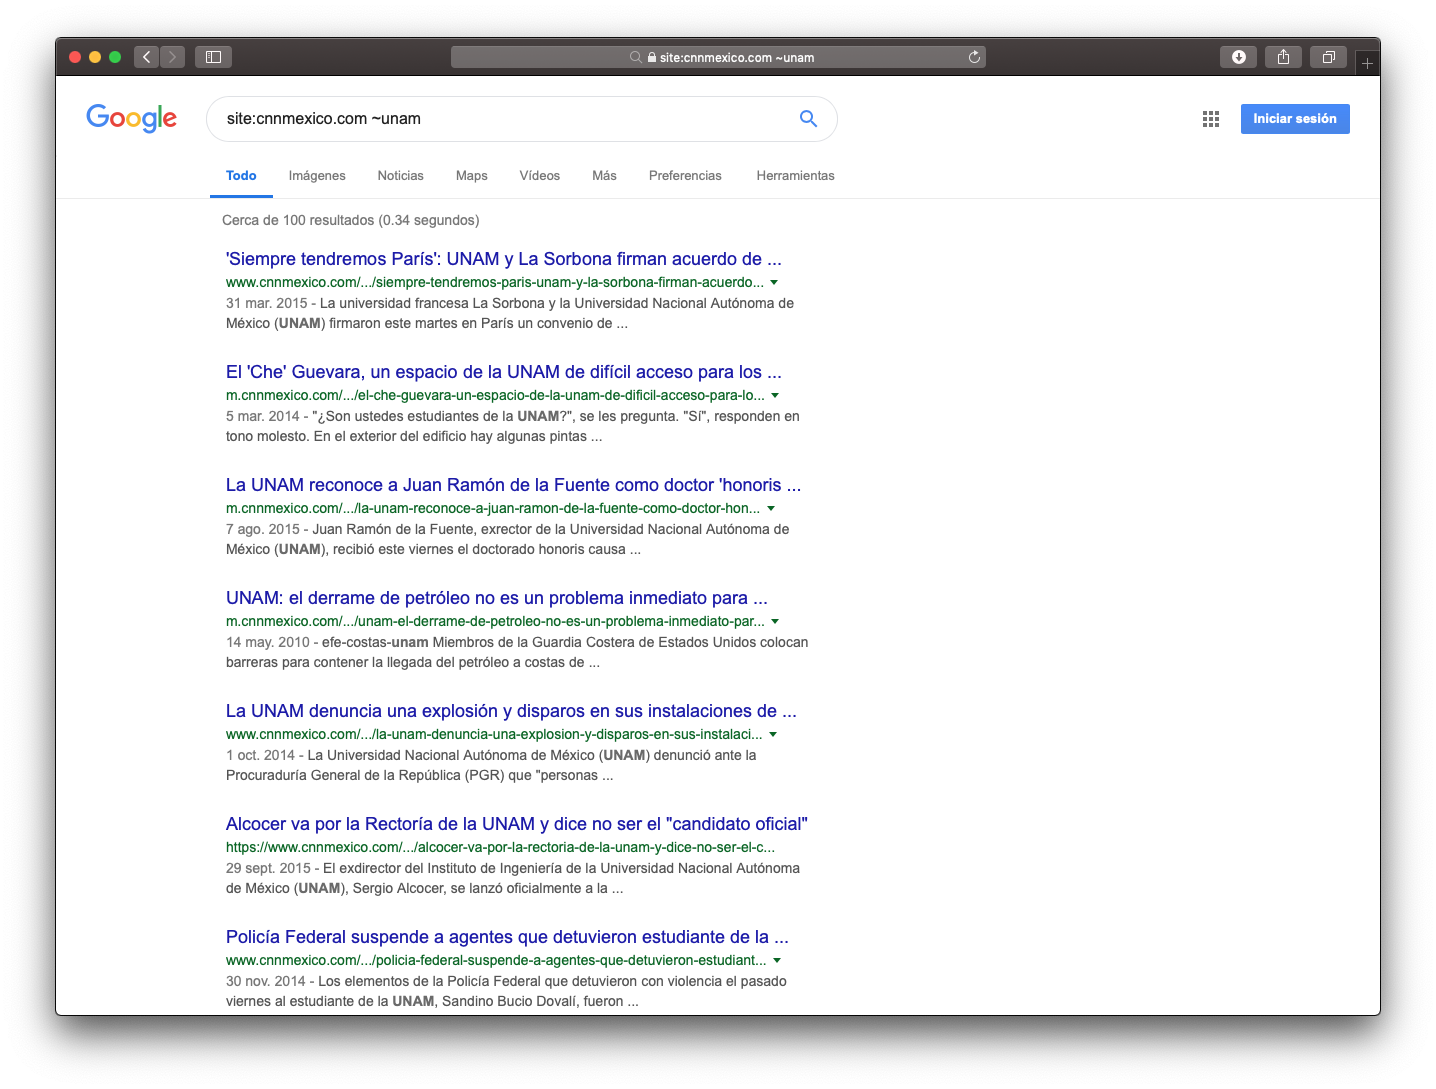 site:cnnmexico.com ~unam
Google
site:cnnmexico.com ~unam
Iniciar sesión
Todo Imágenes Noticias Maps Vídeos Más Preferencias Herramientas
Cerca de 100 resultados (0.34 segundos)
'Siempre tendremos París': UNAM y La Sorbona firman acuerdo de ...
www.cnnmexico.com/.../siempre-tendremos-paris-unam-y-la-sorbona-firman-acuerdo...
31 mar. 2015 - La universidad francesa La Sorbona y la Universidad Nacional Autónoma de
México (UNAM) firmaron este martes en París un convenio de ...
El 'Che' Guevara, un espacio de la UNAM de difícil acceso para los ...
m.cnnmexico.com/.../el-che-guevara-un-espacio-de-la-unam-de-dificil-acceso-para-lo...
5 mar. 2014 - "¿Son ustedes estudiantes de la UNAM?", se les pregunta. "Sí", responden en
tono molesto. En el exterior del edificio hay algunas pintas ...
La UNAM reconoce a Juan Ramón de la Fuente como doctor 'honoris ...
m.cnnmexico.com/.../la-unam-reconoce-a-juan-ramon-de-la-fuente-como-doctor-hon...
7 ago. 2015 - Juan Ramón de la Fuente, exrector de la Universidad Nacional Autónoma de
México (UNAM), recibió este viernes el doctorado honoris causa ...
UNAM: el derrame de petróleo no es un problema inmediato para ...
m.cnnmexico.com/.../unam-el-derrame-de-petroleo-no-es-un-problema-inmediato-par...
14 may. 2010 - efe-costas-unam Miembros de la Guardia Costera de Estados Unidos colocan
barreras para contener la llegada del petróleo a costas de ...
La UNAM denuncia una explosión y disparos en sus instalaciones de ...
www.cnnmexico.com/.../la-unam-denuncia-una-explosion-y-disparos-en-sus-instalaci...
1 oct. 2014 - La Universidad Nacional Autónoma de México (UNAM) denunció ante la
Procuraduría General de la República (PGR) que "personas ...
Alcocer va por la Rectoría de la UNAM y dice no ser el "candidato oficial"
https://www.cnnmexico.com/.../alcocer-va-por-la-rectoria-de-la-unam-y-dice-no-ser-el-c...
29 sept. 2015 - El exdirector del Instituto de Ingeniería de la Universidad Nacional Autónoma
de México (UNAM), Sergio Alcocer, se lanzó oficialmente a la ...
Policía Federal suspende a agentes que detuvieron estudiante de la ...
www.cnnmexico.com/.../policia-federal-suspende-a-agentes-que-detuvieron-estudiant...
30 nov. 2014 - Los elementos de la Policía Federal que detuvieron con violencia el pasado
viernes al estudiante de la UNAM, Sandino Bucio Dovalí, fueron ...